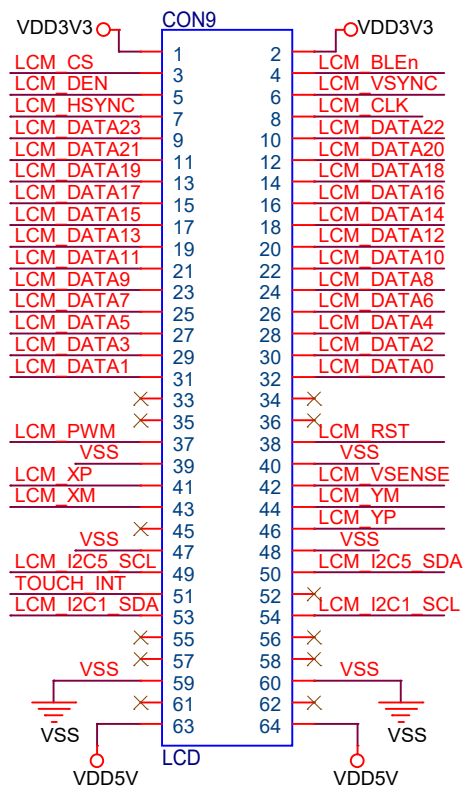 CON9
VDD3V3 VDD3V3
1 2
LCM_CS 3 4 LCM_BLEn
LCM_DEN 5 6 LCM_VSYNC
LCM_HSYNC 7 8 LCM_CLK
LCM_DATA23 9 10 LCM_DATA22
LCM_DATA21 11 12 LCM_DATA20
LCM_DATA19 13 14 LCM_DATA18
LCM_DATA17 15 16 LCM_DATA16
LCM_DATA15 17 18 LCM_DATA14
LCM_DATA13 19 20 LCM_DATA12
LCM_DATA11 21 22 LCM_DATA10
LCM_DATA9 23 24 LCM_DATA8
LCM_DATA7 25 26 LCM_DATA6
LCM_DATA5 27 28 LCM_DATA4
LCM_DATA3 29 30 LCM_DATA2
LCM_DATA1 31 32 LCM_DATA0
33 34
35 36
LCM_PWM 37 38 LCM_RST
VSS 39 40 VSS
LCM_XP 41 42 LCM_VSENSE
LCM_XM 43 44 LCM_YM
45 46 LCM_YP
VSS 47 48 VSS
LCM_I2C5_SCL 49 50 LCM_I2C5_SDA
TOUCH_INT 51 52
LCM_I2C1_SDA 53 54 LCM_I2C1_SCL
55 56
57 58
VSS 59 60 VSS
61 62
VSS 63 64 VSS
LCD
VDD5V VDD5V